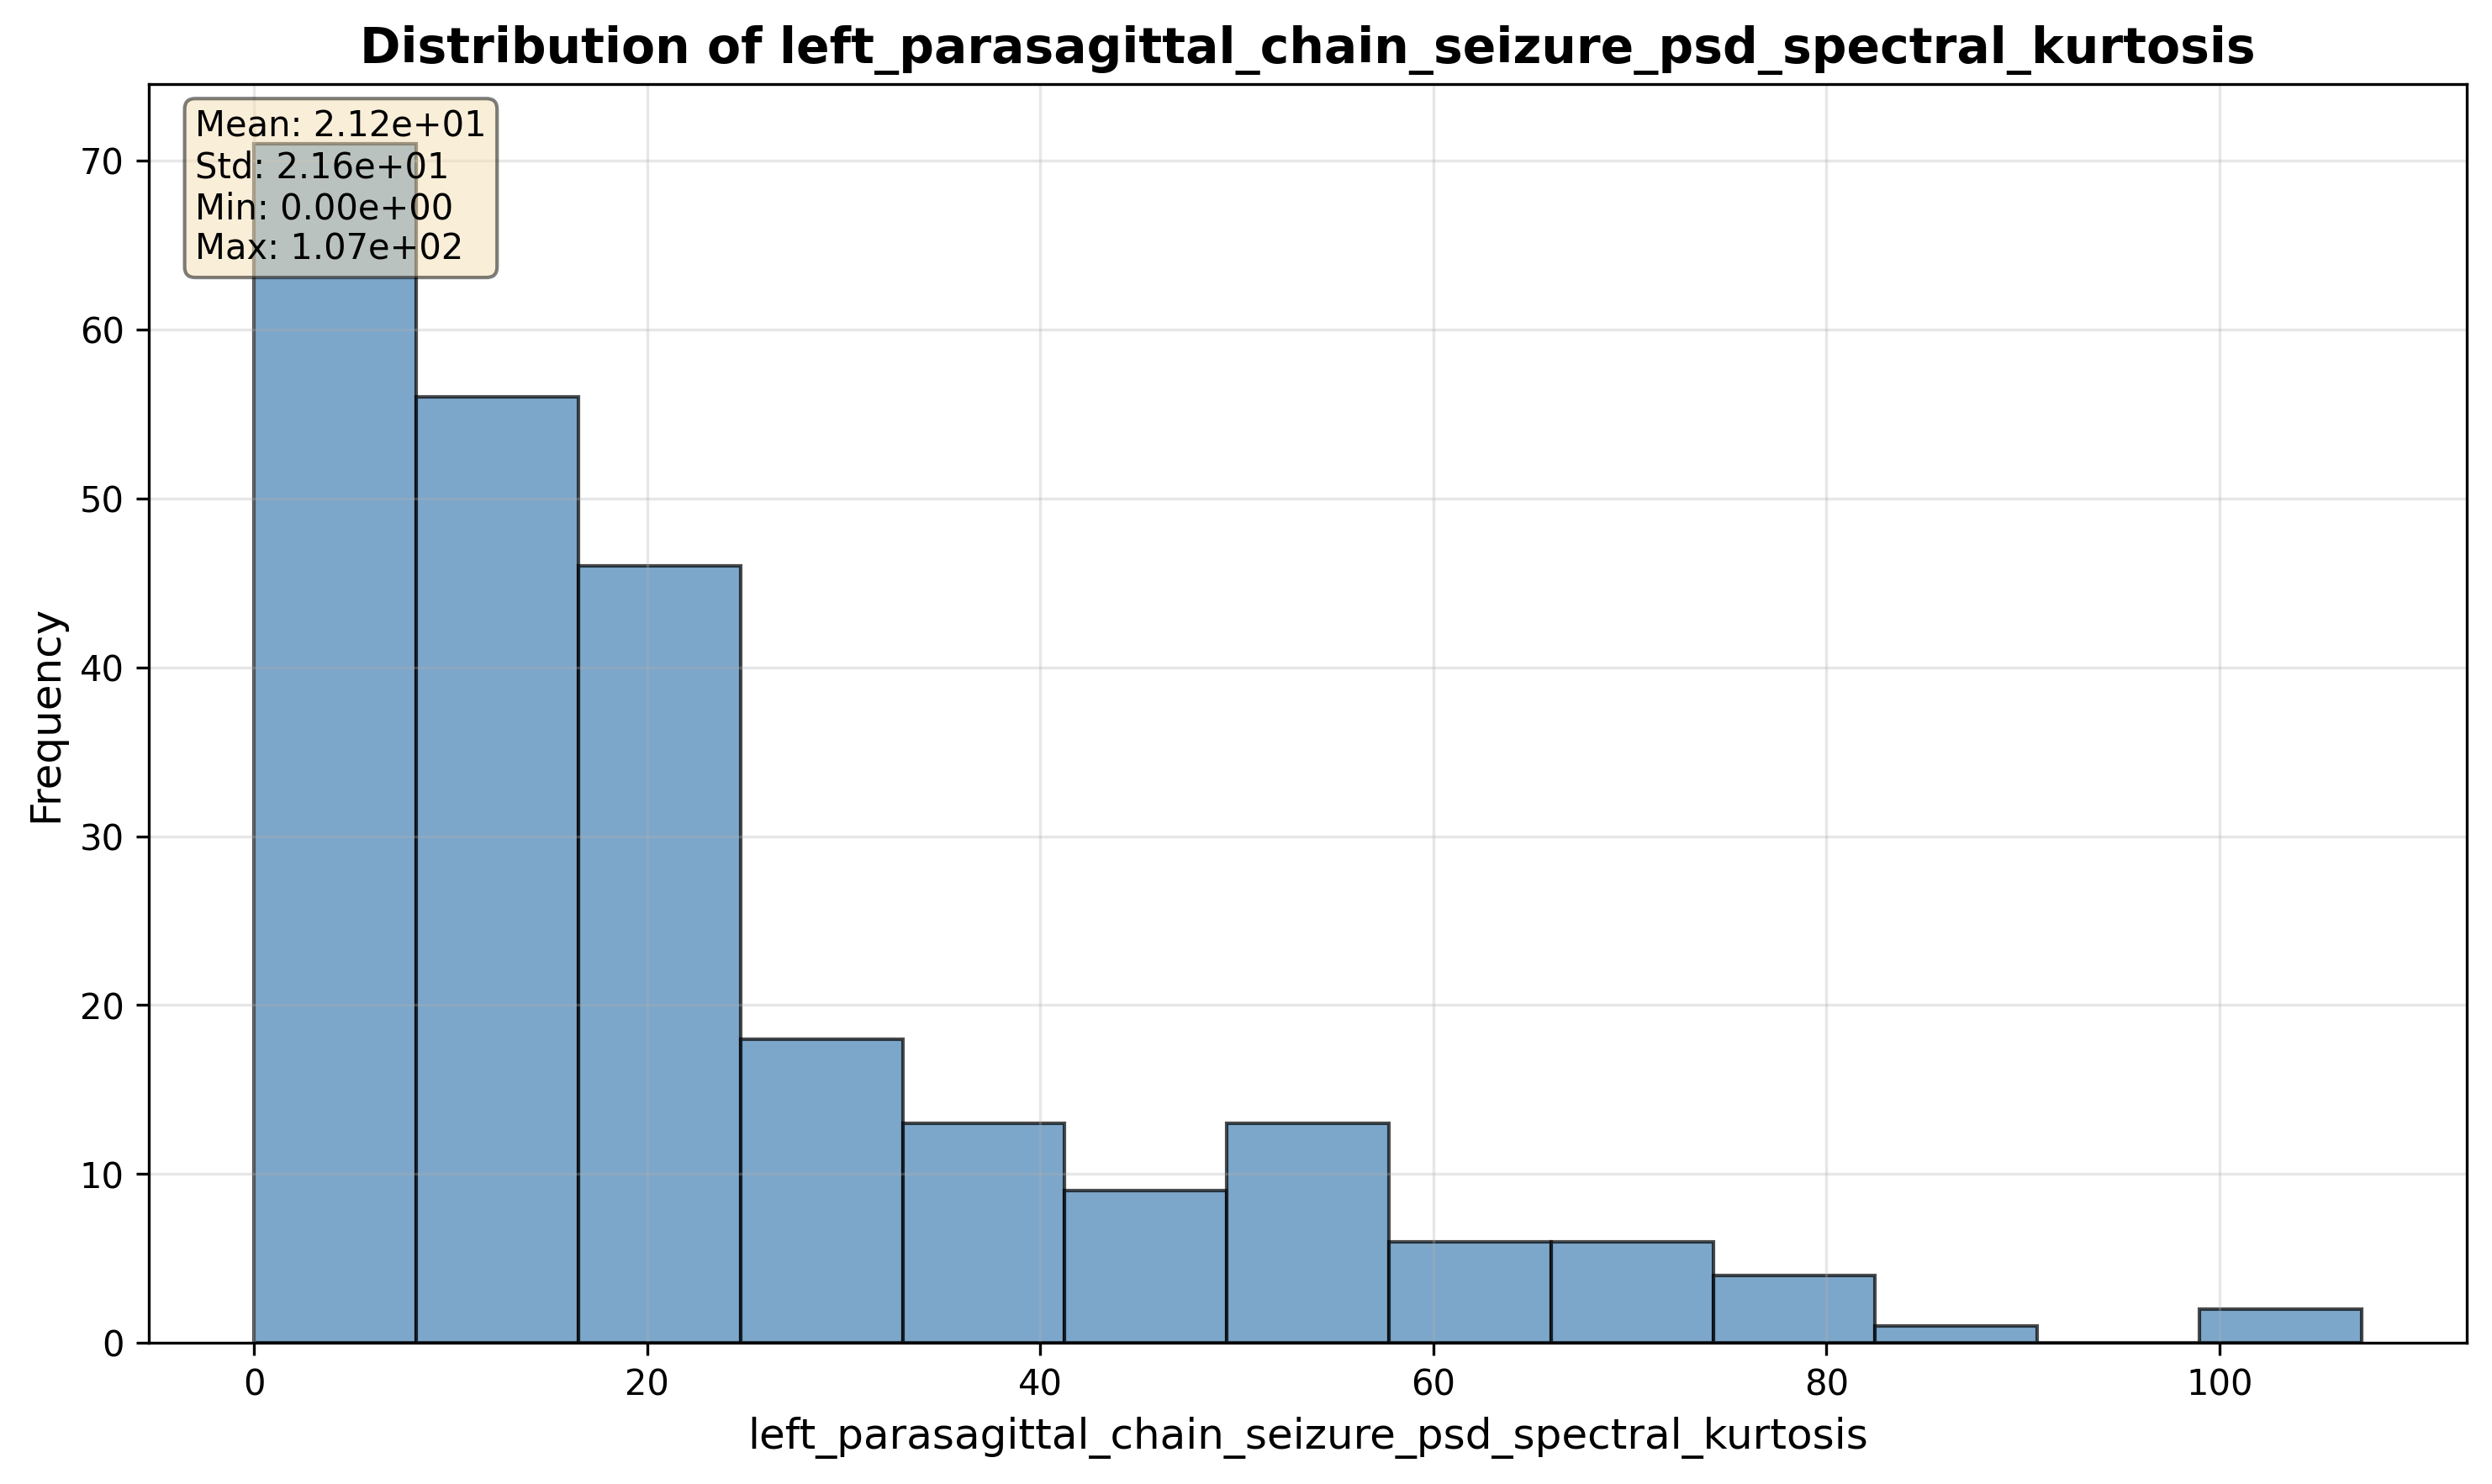 Distribution of left_parasagittal_chain_seizure_psd_spectral_kurtosis
Mean: 2.12e+01
Std: 2.16e+01
Min: 0.00e+00
Max: 1.07e+02
70
60
50
40
30
20
10
0
Frequency
0 20 40 60 80 100
left_parasagittal_chain_seizure_psd_spectral_kurtosis